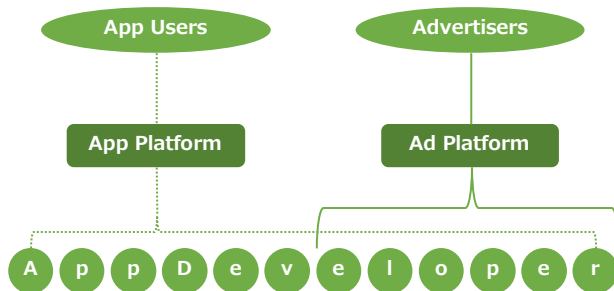 App Users Advertisers
App Platform Ad Platform
A p p D e v e l o p e r